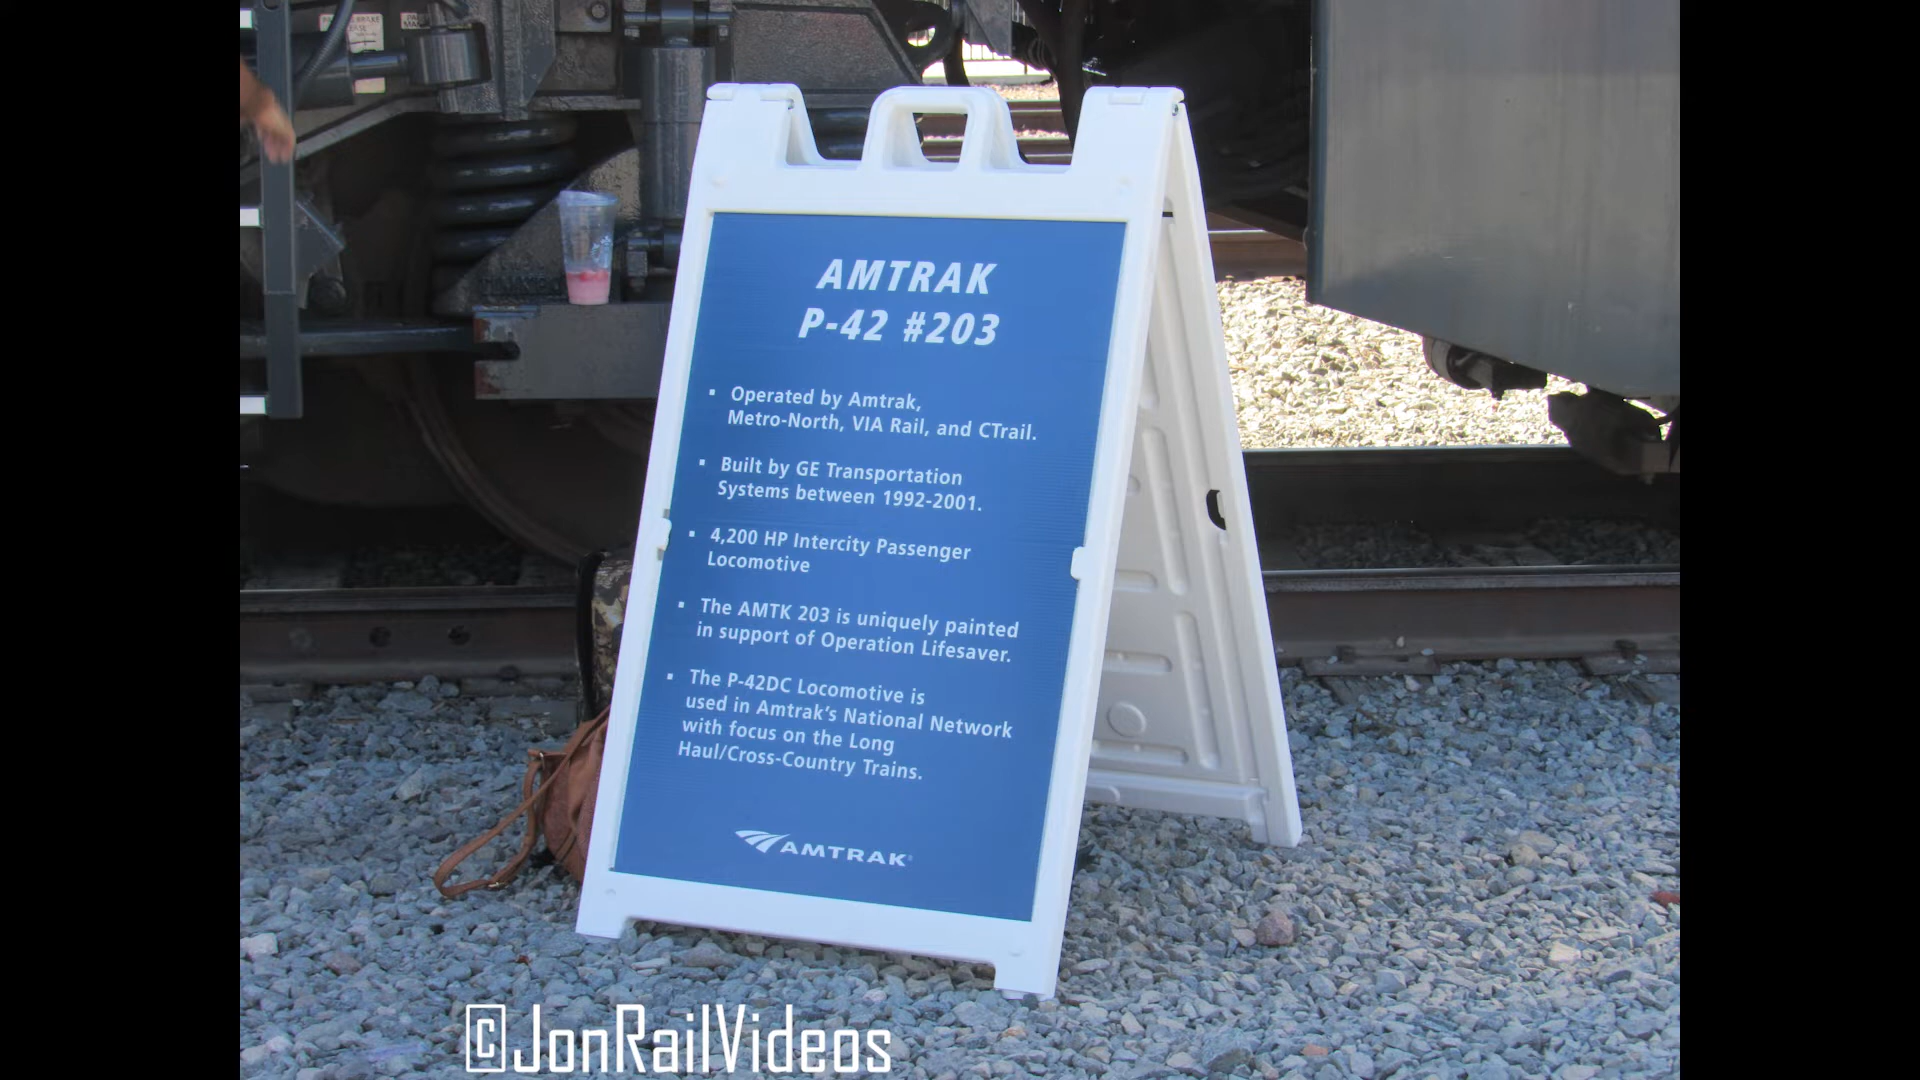 AMTRAK
P-42 #203
▪ Operated by Amtrak,
Metro-North, VIA Rail, and CTrail.
▪ Built by GE Transportation
Systems between 1992-2001.
▪ 4,200 HP Intercity Passenger
Locomotive
▪ The AMTK 203 is uniquely painted
in support of Operation Lifesaver.
▪ The P-42DC Locomotive is
used in Amtrak's National Network
with focus on the Long
Haul/Cross-Country Trains.
AMTRAK®
©JonRailVideos